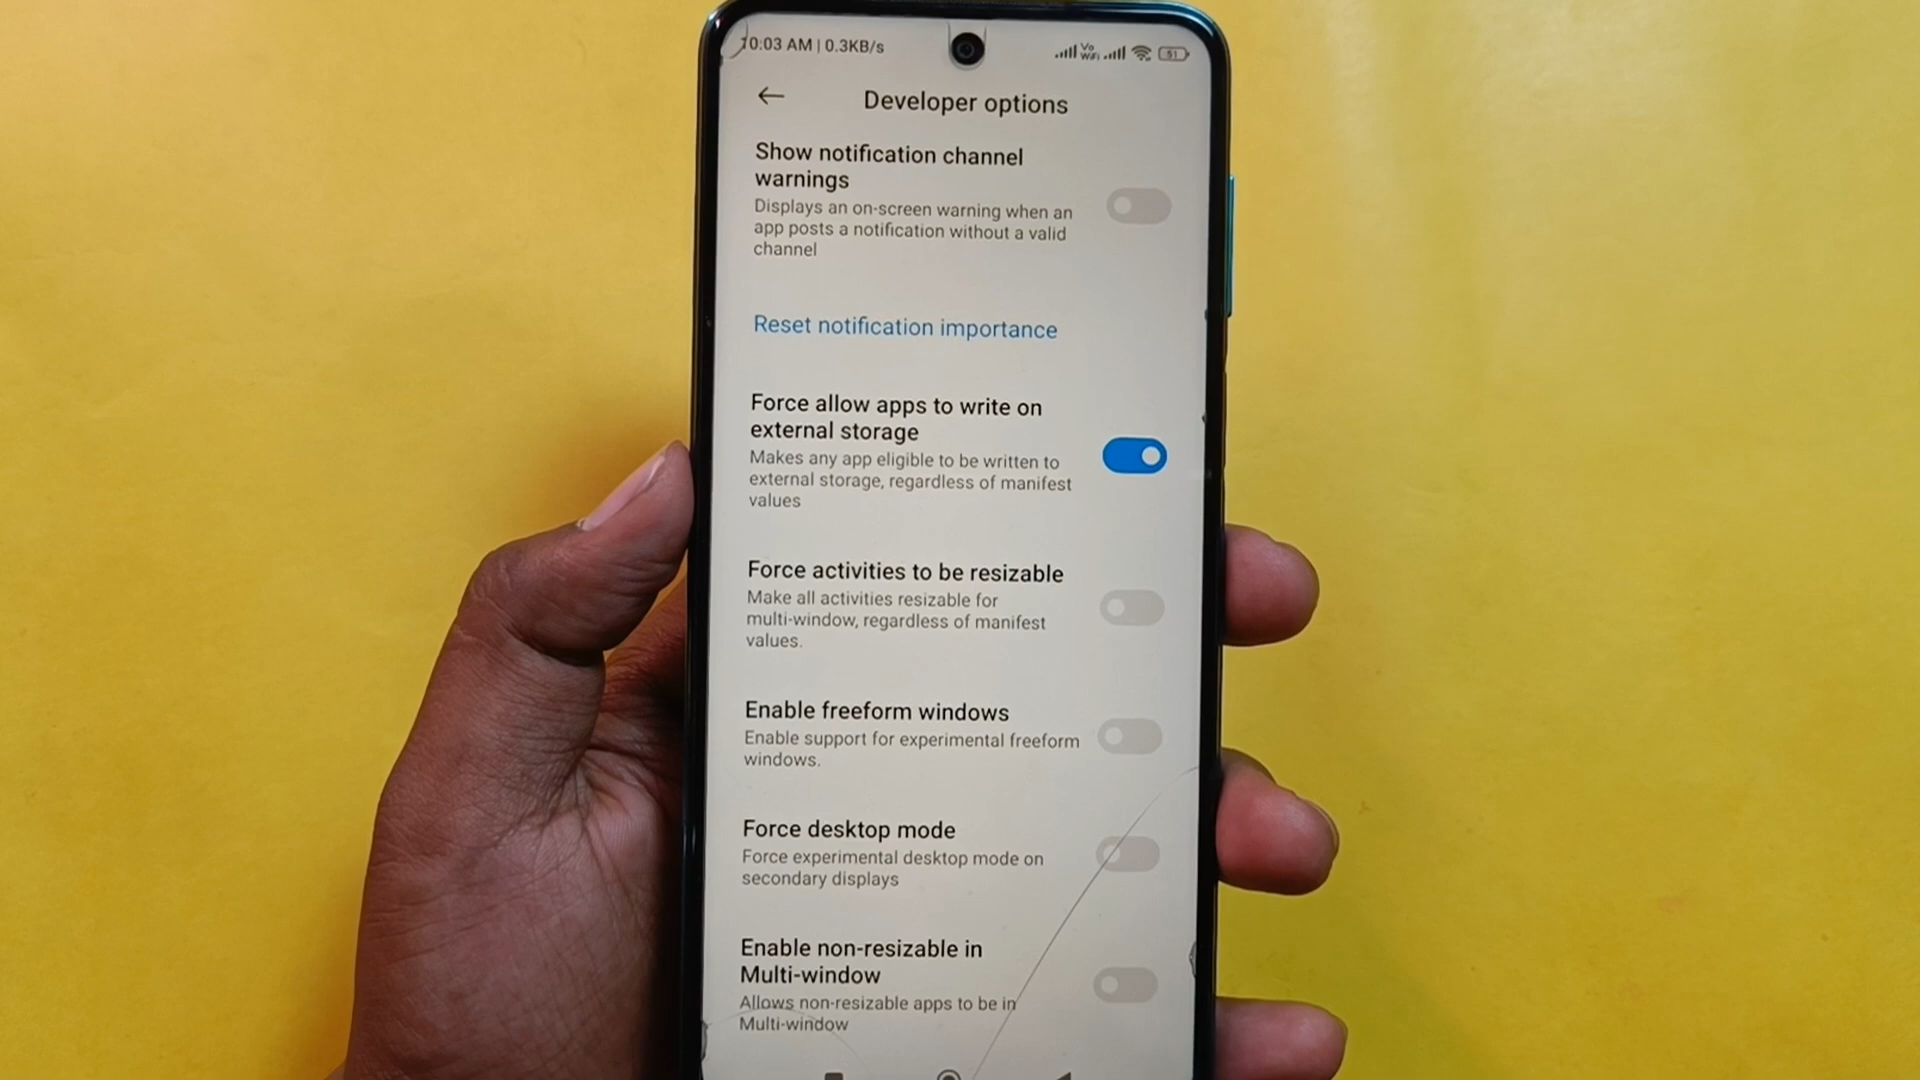 10:03 AM | 0.3KB/s
Vo
WiFi
51
Developer options
Show notification channel
warnings
Displays an on-screen warning when an
app posts a notification without a valid
channel
Reset notification importance
Force allow apps to write on
external storage
Makes any app eligible to be written to
external storage, regardless of manifest
values
Force activities to be resizable
Make all activities resizable for
multi-window, regardless of manifest
values.
Enable freeform windows
Enable support for experimental freeform
windows.
Force desktop mode
Force experimental desktop mode on
secondary displays
Enable non-resizable in
Multi-window
Allows non-resizable apps to be in
Multi-window